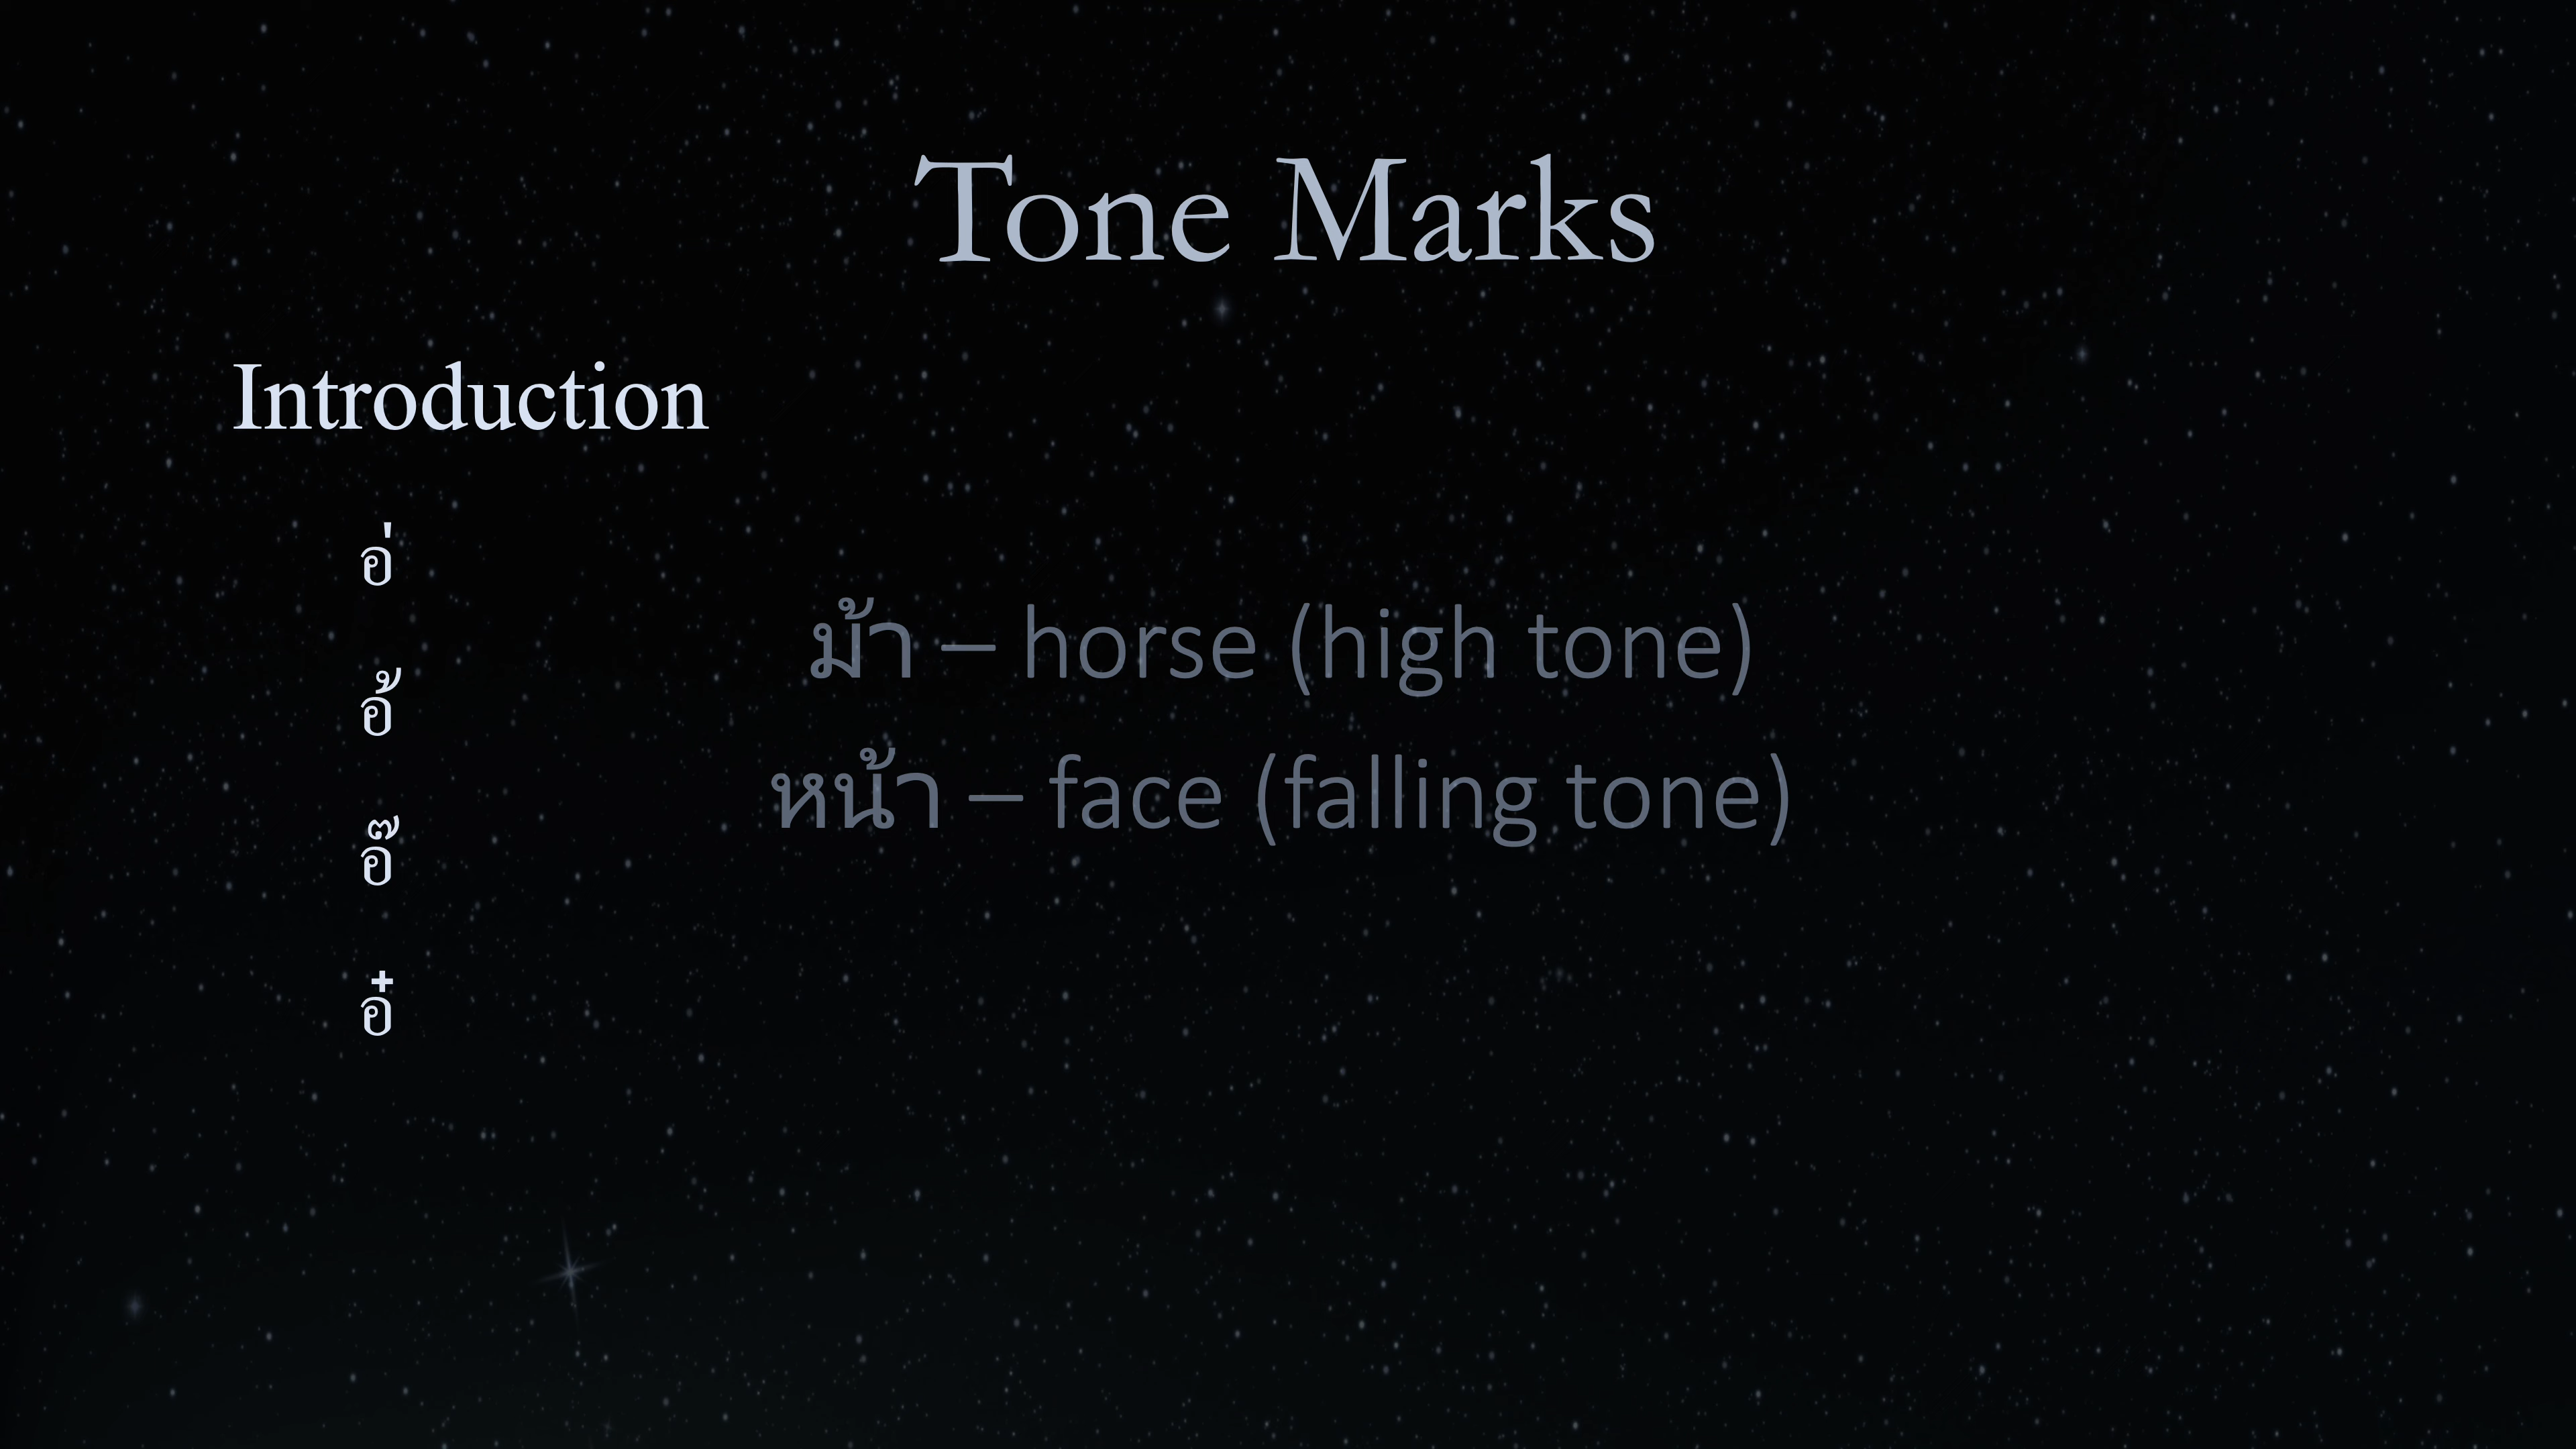 Tone Marks
Introduction
อ่
ม้า – horse (high tone)
อ้
หน้า – face (falling tone)
อ๊
อ๋